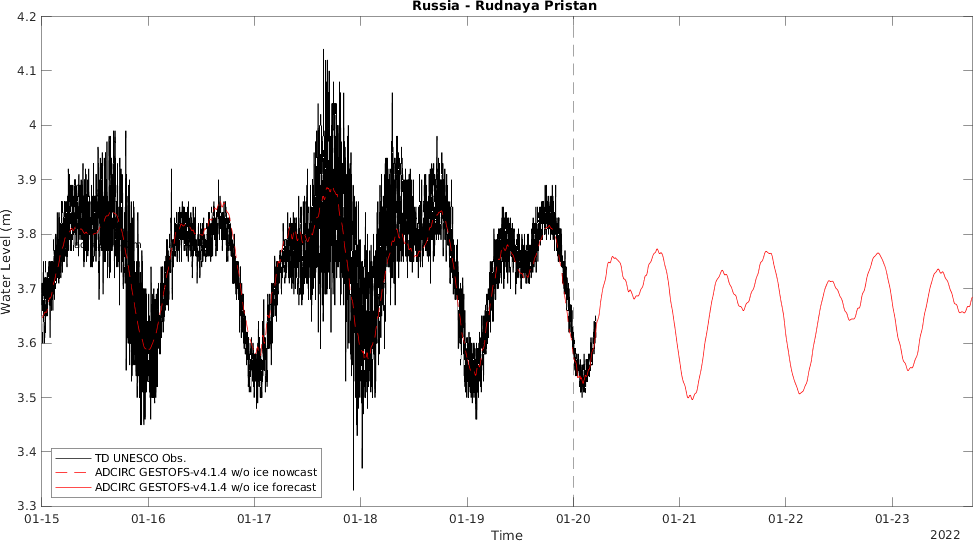 Russia - Rudnaya Pristan
4.2
4.1
4
3.9
3.8
3.7
3.6
3.5
3.4
3.3
Water Level (m)
TD UNESCO Obs.
ADCIRC GESTOFS-v4.1.4 w/o ice nowcast
ADCIRC GESTOFS-v4.1.4 w/o ice forecast
01-15 01-16 01-17 01-18 01-19 01-20 01-21 01-22 01-23
Time
2022